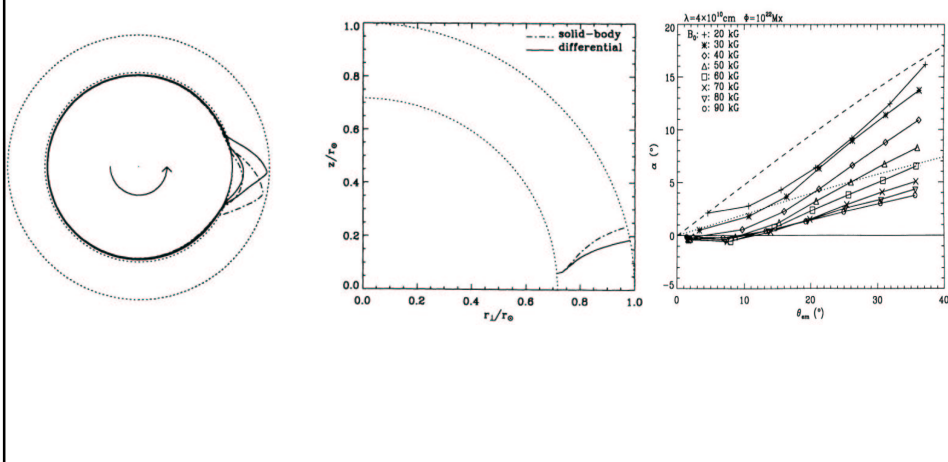 solid-body
differential
1.0
0.8
0.6
0.4
0.2
0.0
z/r⊙
0.0 0.2 0.4 0.6 0.8 1.0
r⊥/r⊙
λ=4×10¹⁰cm Φ=10²²Mx
B₀: + : 20 kG
✳ : 30 kG
◇ : 40 kG
△ : 50 kG
□ : 60 kG
× : 70 kG
▽ : 80 kG
○ : 90 kG
20
15
10
5
0
-5
α (°)
0 10 20 30 40
θₑₘ (°)